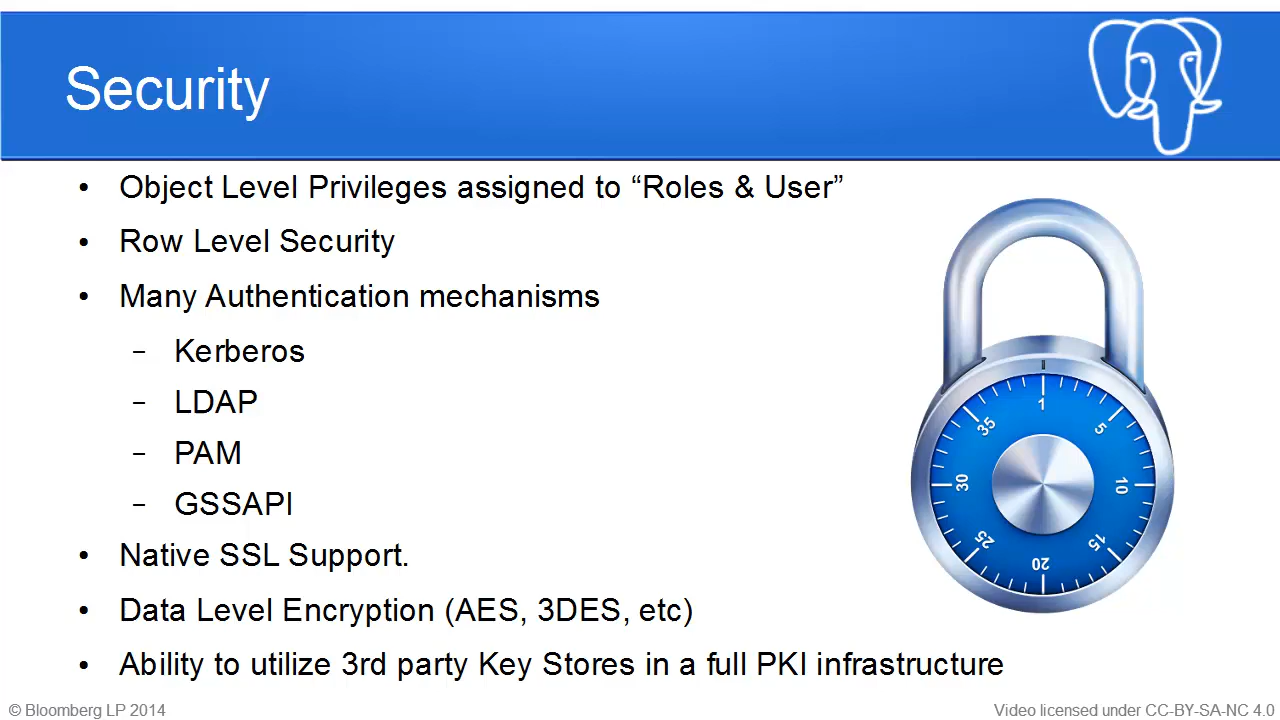 Security
• Object Level Privileges assigned to “Roles & User”
• Row Level Security
• Many Authentication mechanisms
– Kerberos
– LDAP
– PAM
– GSSAPI
• Native SSL Support.
• Data Level Encryption (AES, 3DES, etc)
• Ability to utilize 3rd party Key Stores in a full PKI infrastructure
1
5
10
15
20
25
30
35
© Bloomberg LP 2014
Video licensed under CC-BY-SA-NC 4.0